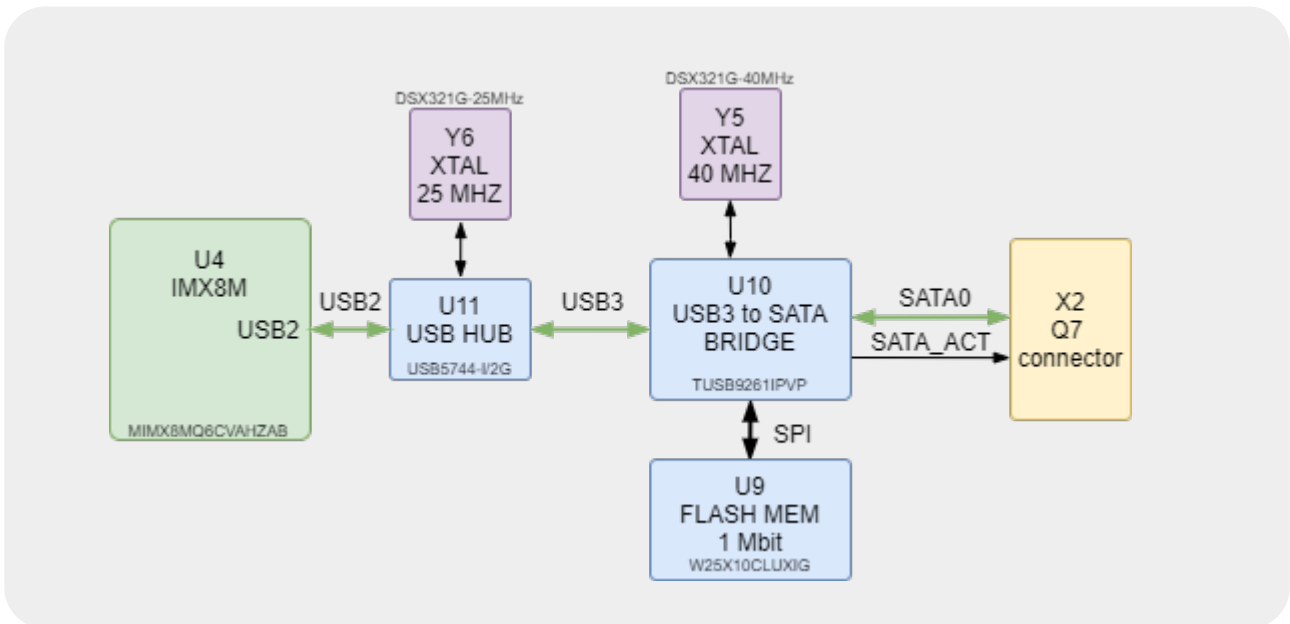 DSX321G-25MHz
Y6
XTAL
25 MHZ
DSX321G-40MHz
Y5
XTAL
40 MHZ
U4
IMX8M
USB2
MIMX8MQ6CVAHZAB
USB2
U11
USB HUB
USB5744-I/2G
USB3
U10
USB3 to SATA
BRIDGE
TUSB9261IPVP
SATA0
SATA_ACT
X2
Q7
connector
SPI
U9
FLASH MEM
1 Mbit
W25X10CLUXIG